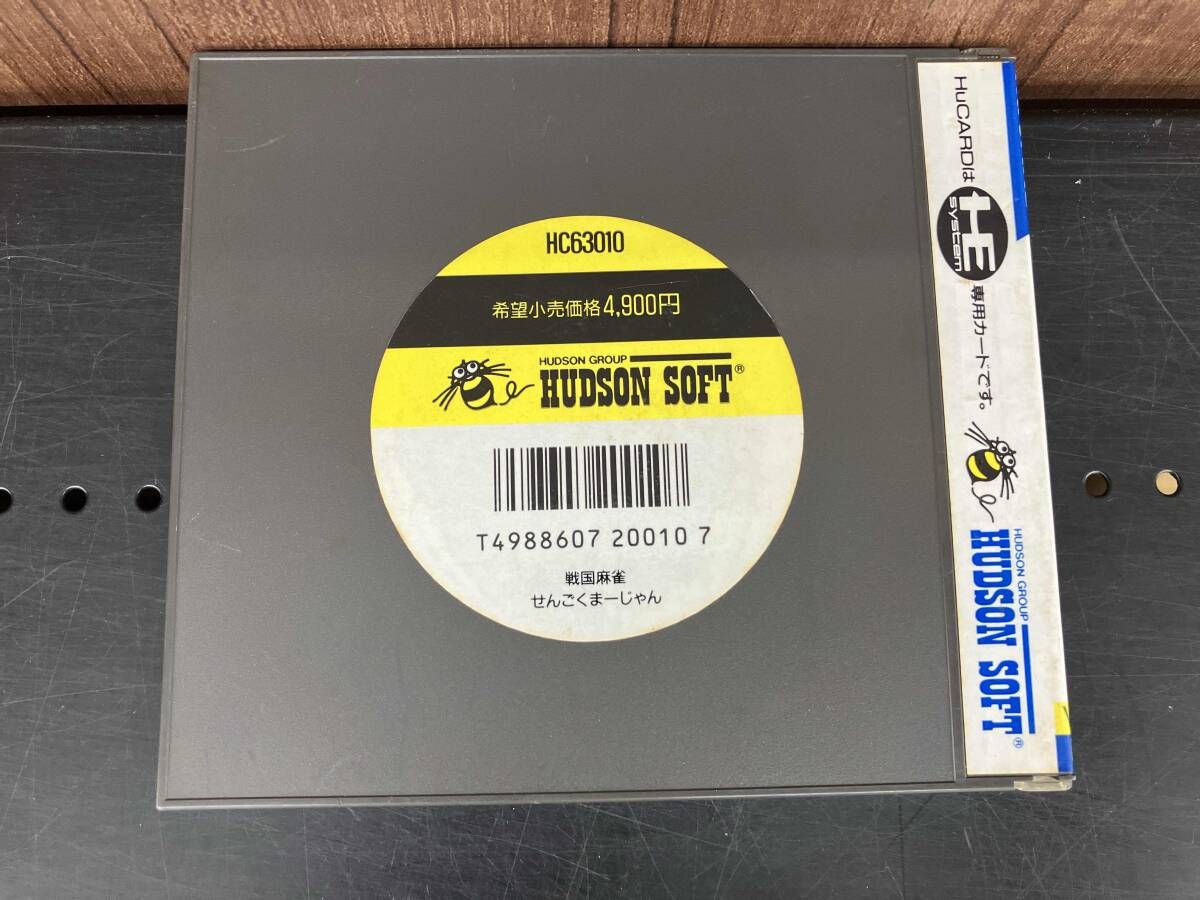 HC63010
希望小売価格4,900円
HUDSON GROUP
HUDSON SOFT®
T4988607 20010 7
戦国麻雀
せんごくまーじゃん
HuCARDは HE system 専用カードです。
HUDSON GROUP
HUDSON SOFT®